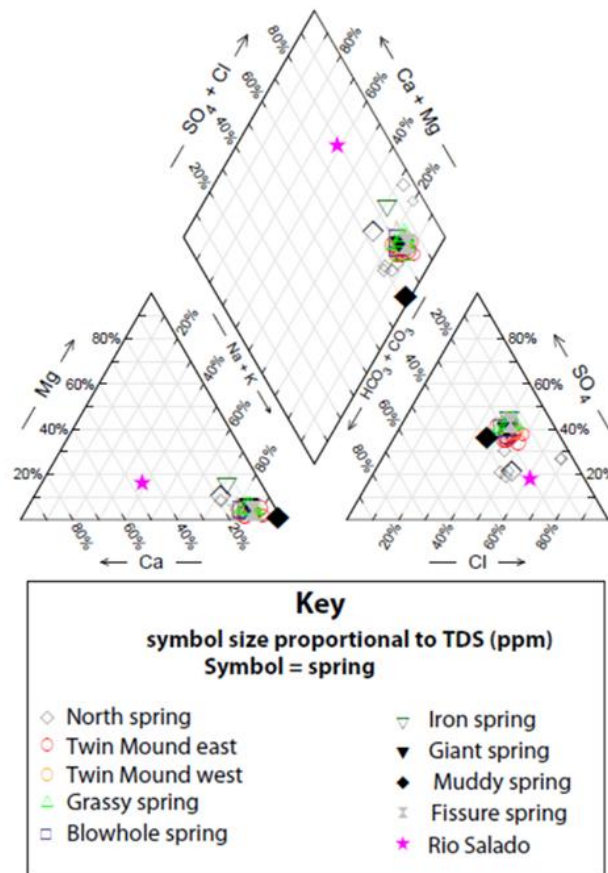 80%
80%
60%
60%
40%
40%
20%
20%
SO4 + Cl
Ca + Mg
Na + K
HCO3 + CO3
Mg
80%
60%
40%
20%
20%
40%
60%
80%
80%
60%
40%
20%
Ca
SO4
80%
60%
40%
20%
20%
40%
60%
80%
20%
40%
60%
80%
Cl
Key
symbol size proportional to TDS (ppm)
Symbol = spring
North spring
Twin Mound east
Twin Mound west
Grassy spring
Blowhole spring
Iron spring
Giant spring
Muddy spring
Fissure spring
Rio Salado